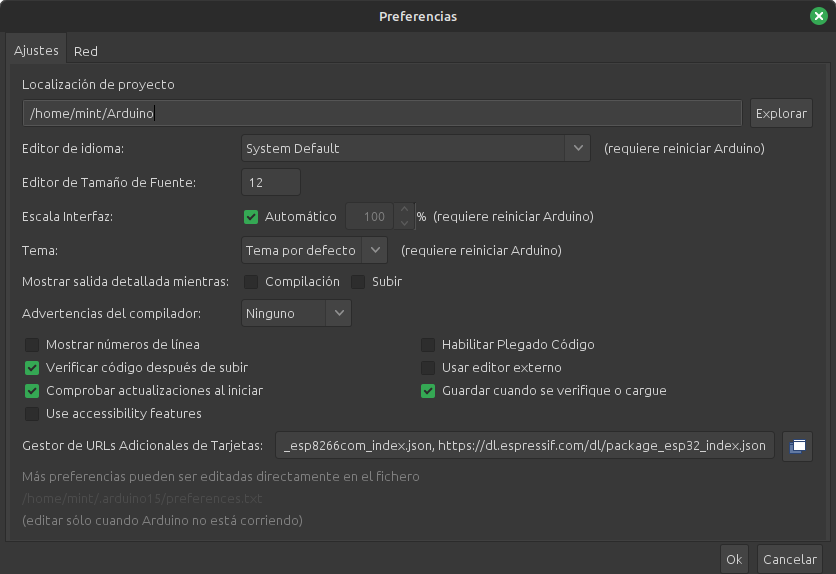 Preferencias
Ajustes Red
Localización de proyecto
/home/mint/Arduino Explorar
Editor de idioma: System Default (requiere reiniciar Arduino)
Editor de Tamaño de Fuente: 12
Escala Interfaz: Automático 100 % (requiere reiniciar Arduino)
Tema: Tema por defecto (requiere reiniciar Arduino)
Mostrar salida detallada mientras: Compilación Subir
Advertencias del compilador: Ninguno
Mostrar números de línea Habilitar Plegado Código
Verificar código después de subir Usar editor externo
Comprobar actualizaciones al iniciar Guardar cuando se verifique o cargue
Use accessibility features
Gestor de URLs Adicionales de Tarjetas: _esp8266com_index.json, https://dl.espressif.com/dl/package_esp32_index.json
Más preferencias pueden ser editadas directamente en el fichero
/home/mint/.arduino15/preferences.txt
(editar sólo cuando Arduino no está corriendo)
Ok Cancelar